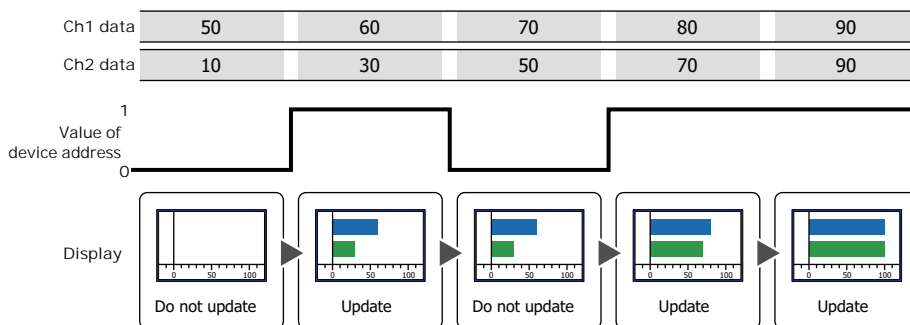 Ch1 data 50 60 70 80 90
Ch2 data 10 30 50 70 90
1
Value of
device address
0
Display
0 50 100 0 50 100 0 50 100 0 50 100 0 50 100
Do not update Update Do not update Update Update